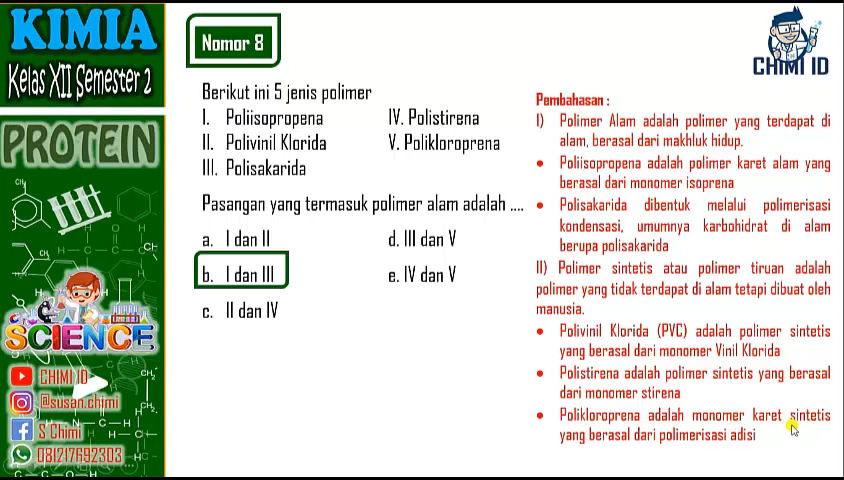 KIMIA
Kelas XII Semester 2
PROTEIN
CH₃
CH
SCIENCE
CHIMI ID
@susan.chimi
S Chimi
081217692303
Nomor 8
CHIMI ID
Berikut ini 5 jenis polimer
I. Poliisopropena IV. Polistirena
II. Polivinil Klorida V. Polikloroprena
III. Polisakarida
Pasangan yang termasuk polimer alam adalah ....
a. I dan II d. III dan V
b. I dan III e. IV dan V
c. II dan IV
Pembahasan :
I) Polimer Alam adalah polimer yang terdapat di
alam, berasal dari makhluk hidup.
• Poliisopropena adalah polimer karet alam yang
berasal dari monomer isoprena
• Polisakarida dibentuk melalui polimerisasi
kondensasi, umumnya karbohidrat di alam
berupa polisakarida
II) Polimer sintetis atau polimer tiruan adalah
polimer yang tidak terdapat di alam tetapi dibuat oleh
manusia.
• Polivinil Klorida (PVC) adalah polimer sintetis
yang berasal dari monomer Vinil Klorida
• Polistirena adalah polimer sintetis yang berasal
dari monomer stirena
• Polikloroprena adalah monomer karet sintetis
yang berasal dari polimerisasi adisi